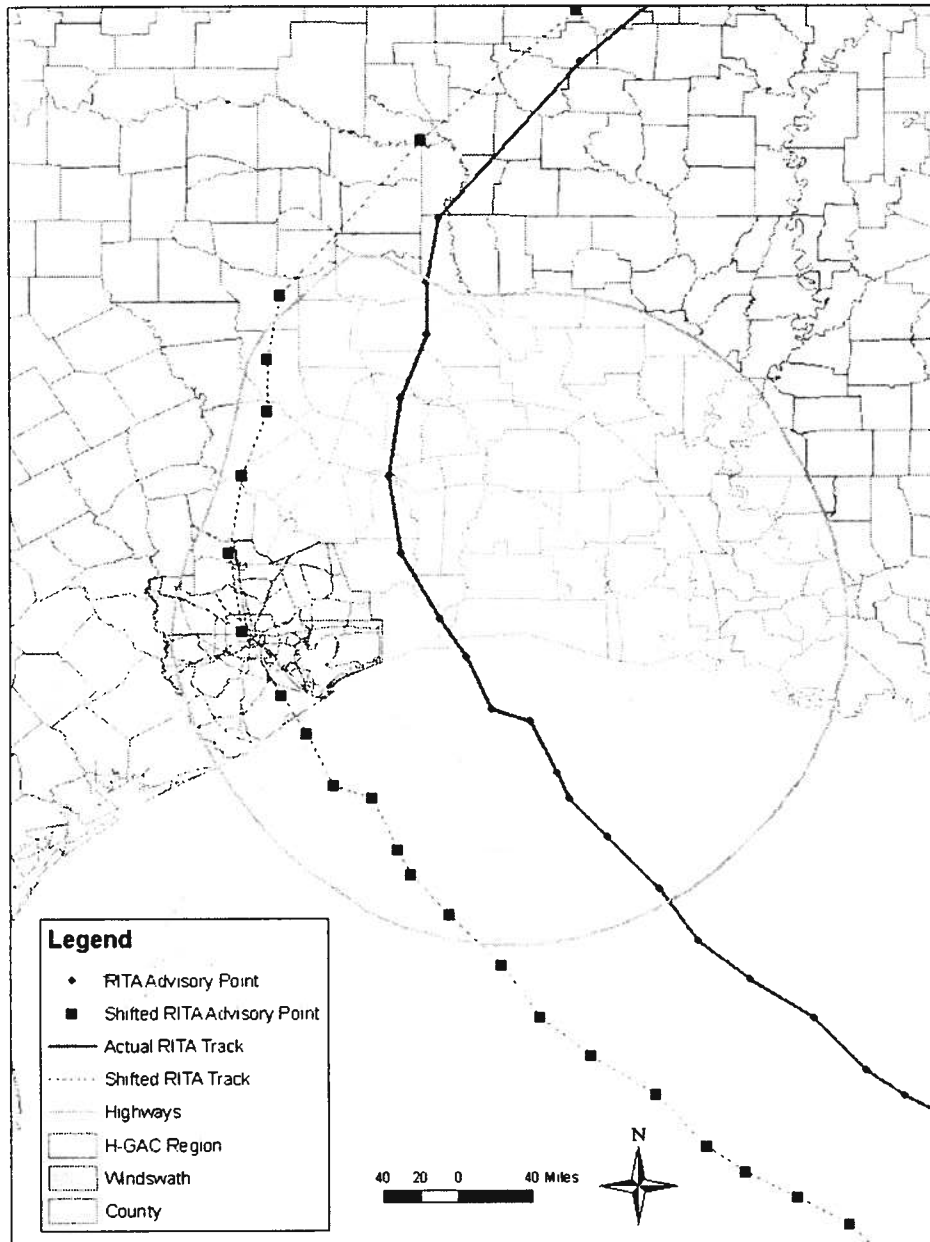 Legend
RITA Advisory Point
Shifted RITA Advisory Point
Actual RITA Track
Shifted RITA Track
Highways
H-GAC Region
Windswath
County
40 20 0 40 Miles
N